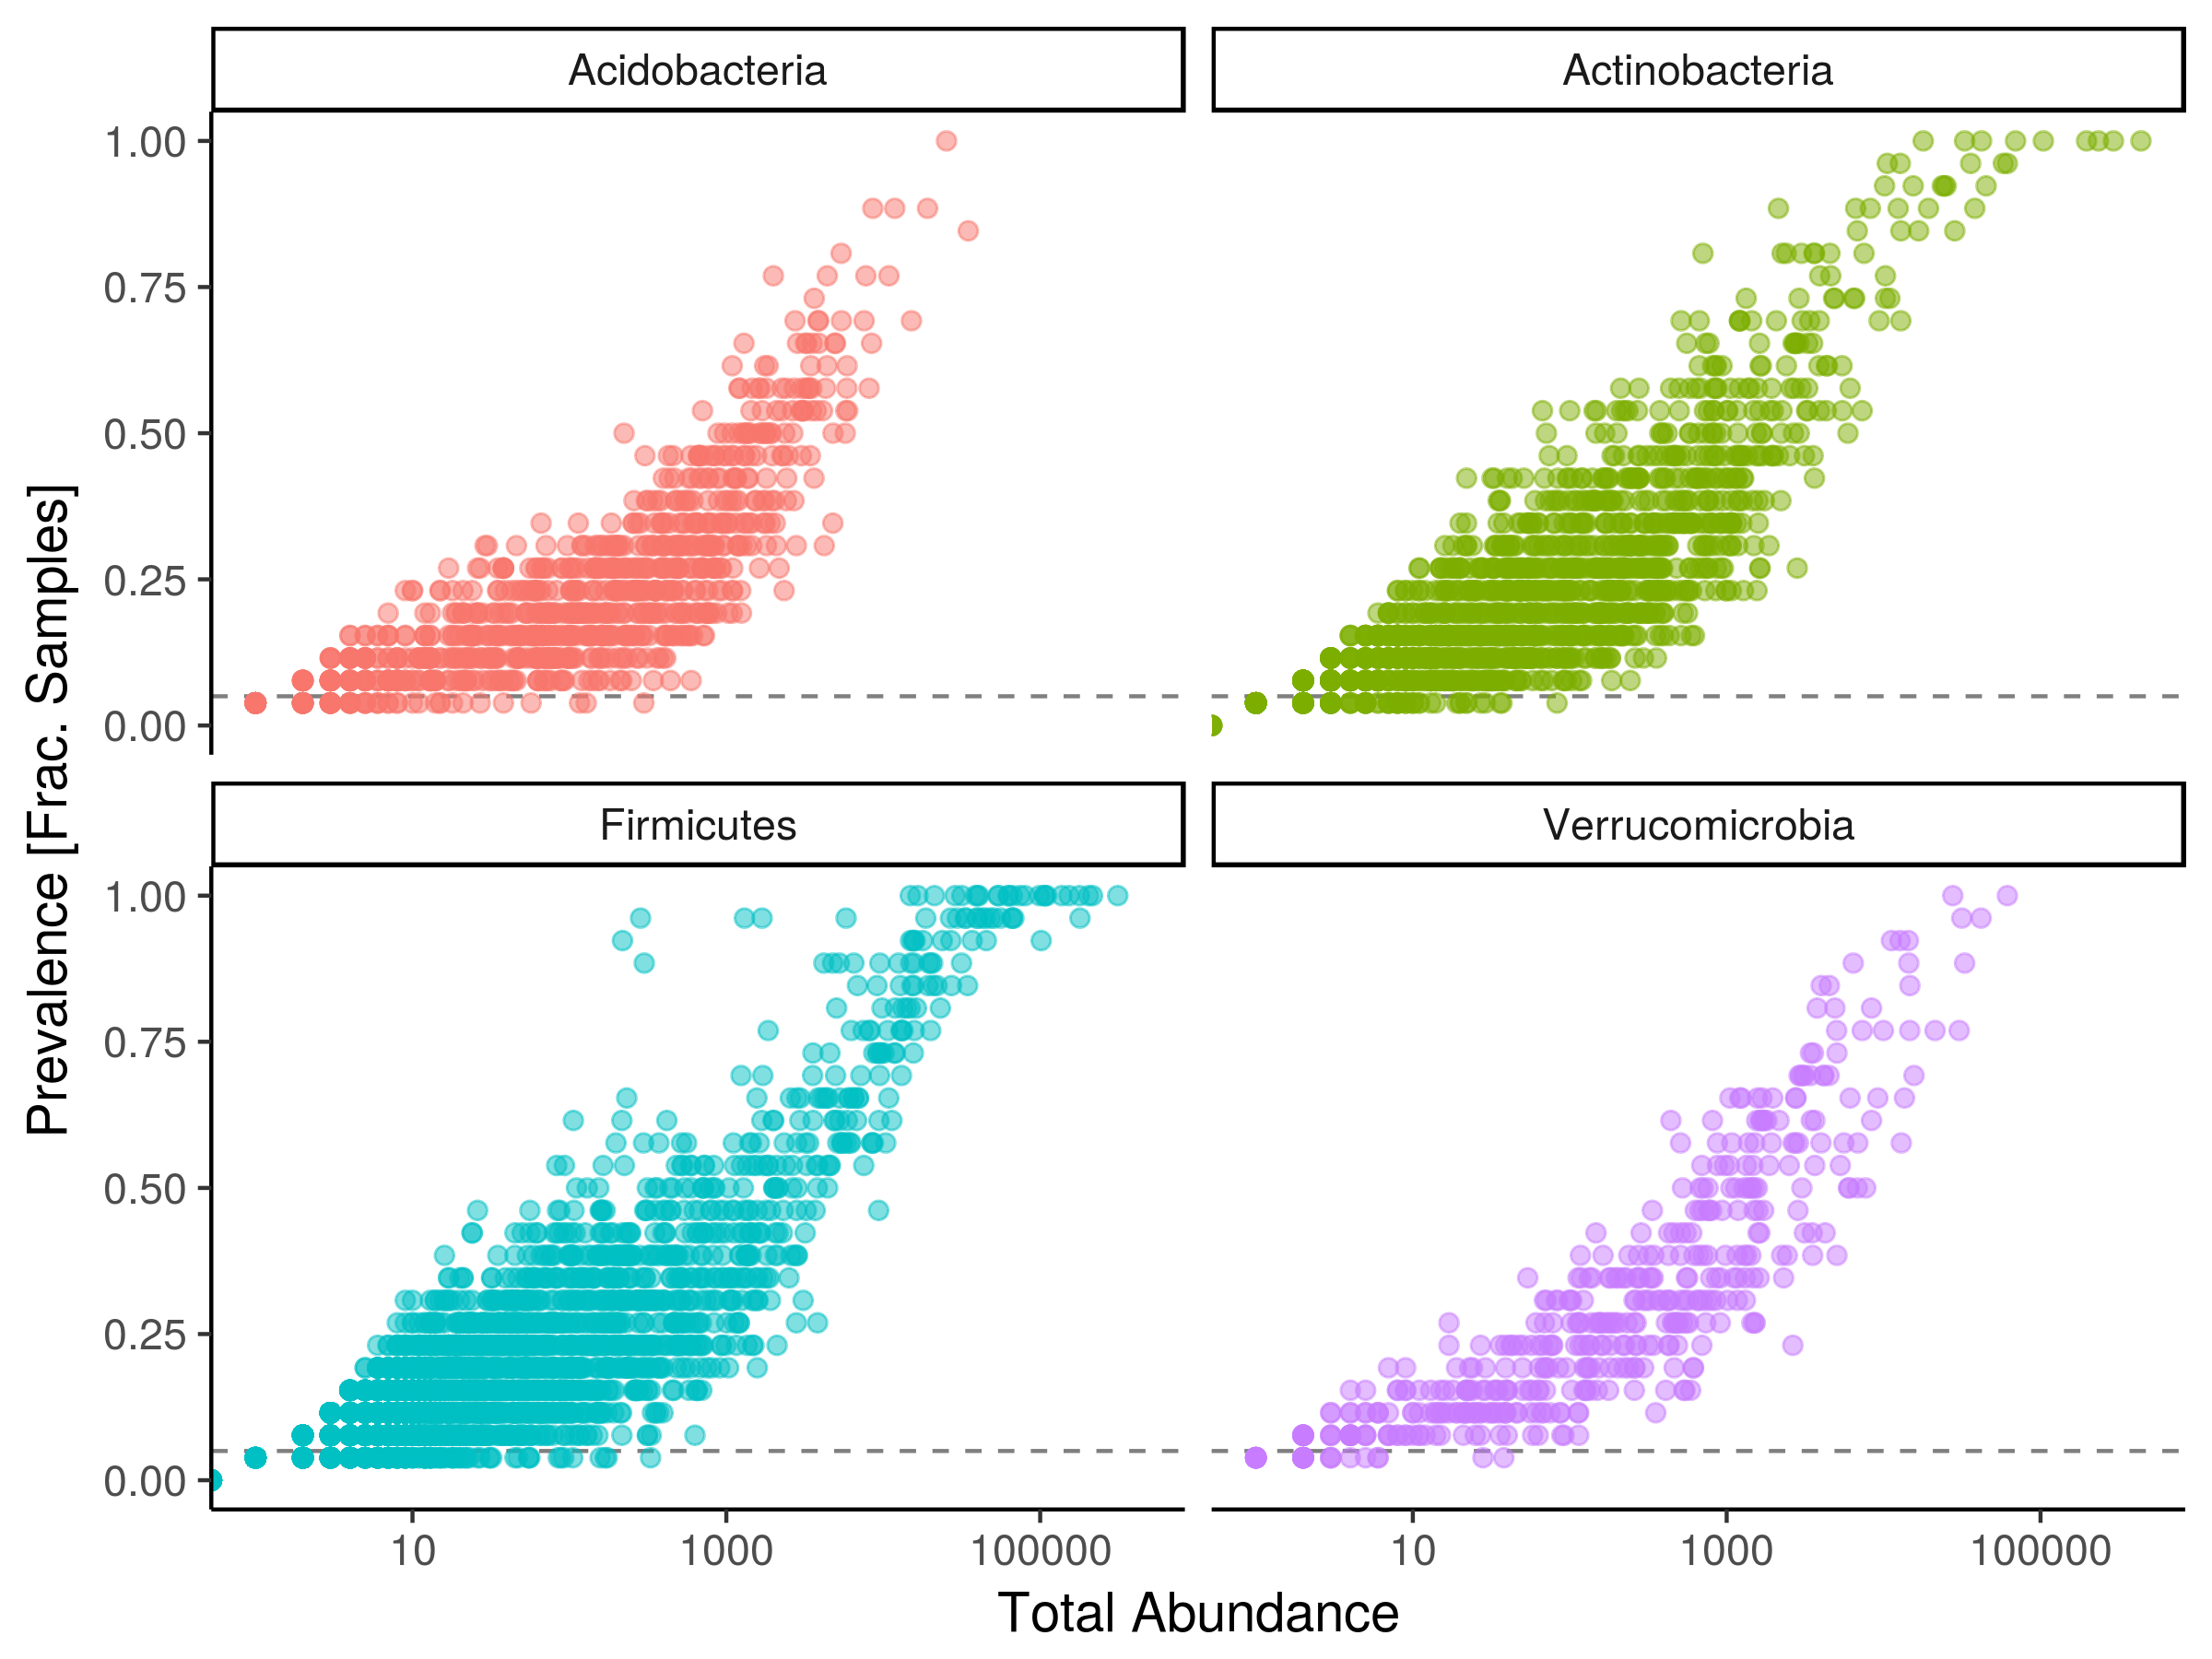 Acidobacteria
Actinobacteria
1.00
0.75
0.50
0.25
0.00
Firmicutes
Verrucomicrobia
1.00
0.75
0.50
0.25
0.00
Prevalence [Frac. Samples]
10
1000
100000
10
1000
100000
Total Abundance